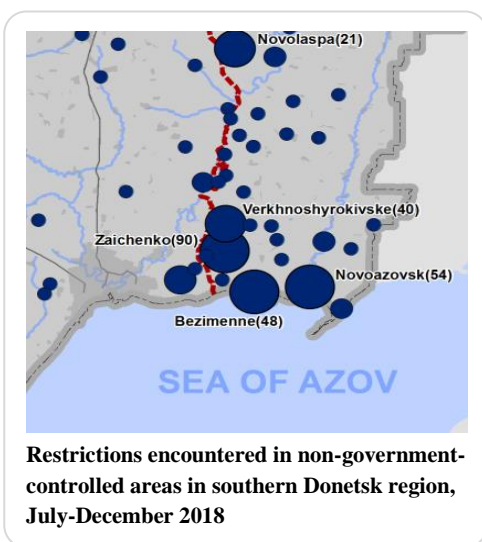 Novolaspa(21)
Verkhnoshyrokivske(40)
Zaichenko(90)
Novoazovsk(54)
Bezimenne(48)
SEA OF AZOV
Restrictions encountered in non-government-
controlled areas in southern Donetsk region,
July-December 2018